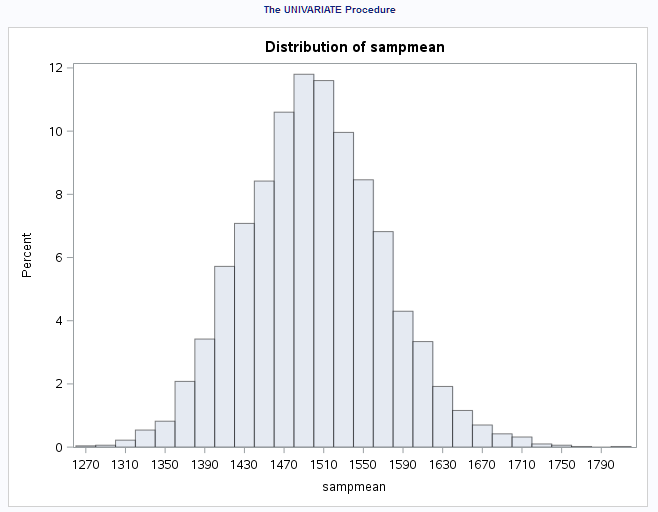 The UNIVARIATE Procedure
Distribution of sampmean
12
10
8
6
4
2
0
Percent
1270 1310 1350 1390 1430 1470 1510 1550 1590 1630 1670 1710 1750 1790
sampmean